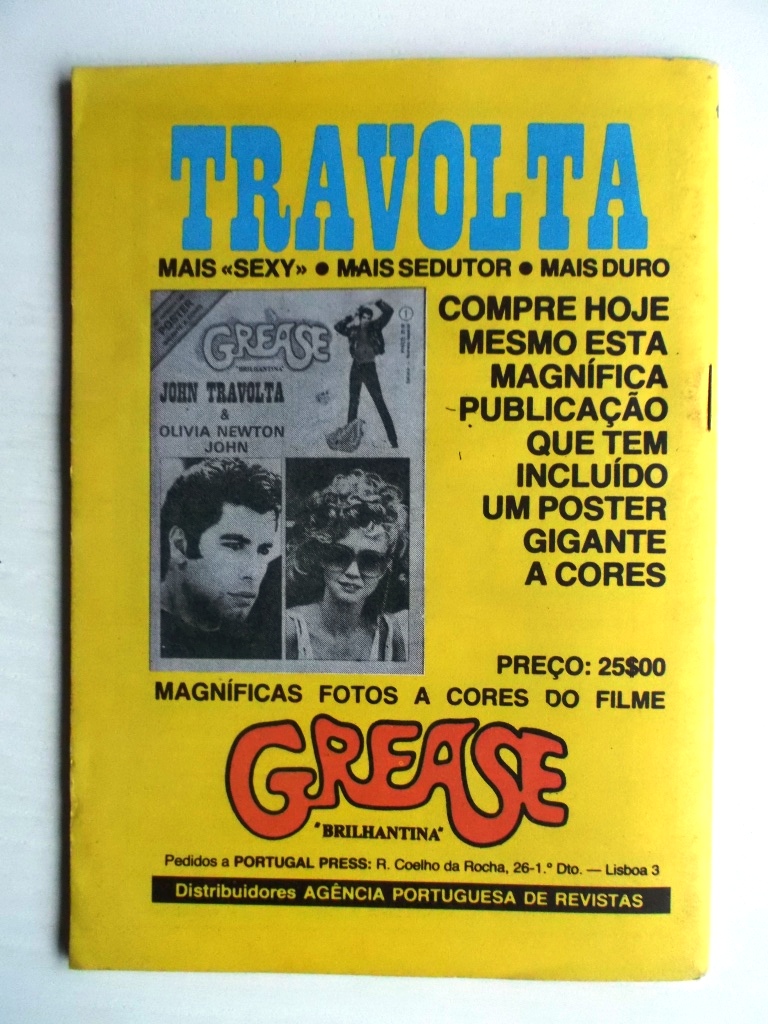 TRAVOLTA
MAIS «SEXY» ● MAIS SEDUTOR ● MAIS DURO
POSTER
GREASE
"BRILHANTINA"
JOHN TRAVOLTA
&
OLIVIA NEWTON
JOHN
COMPRE HOJE
MESMO ESTA
MAGNÍFICA
PUBLICAÇÃO
QUE TEM
INCLUÍDO
UM POSTER
GIGANTE
A CORES
PREÇO: 25$00
MAGNÍFICAS FOTOS A CORES DO FILME
GREASE
"BRILHANTINA"
Pedidos a PORTUGAL PRESS: R. Coelho da Rocha, 26-1.º Dto. — Lisboa 3
Distribuidores AGÊNCIA PORTUGUESA DE REVISTAS